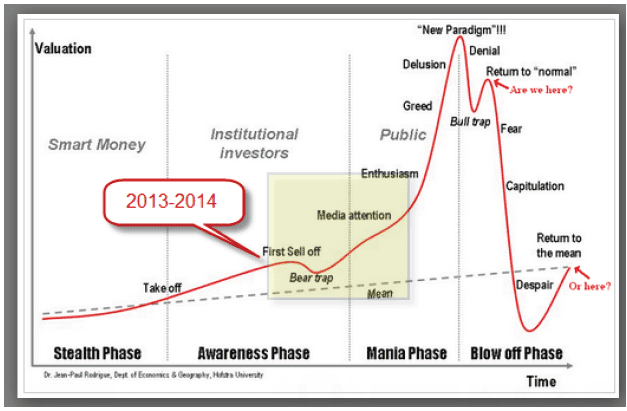 "New Paradigm"!!!
Valuation
Denial
Delusion
Return to "normal"
Are we here?
Greed
Bull trap
Fear
Smart Money
Institutional
investors
Public
Enthusiasm
Capitulation
2013-2014
Media attention
First Sell off
Return to
the mean
Bear trap
Take off
Mean
Despair
Or here?
Stealth Phase
Awareness Phase
Mania Phase
Blow off Phase
Dr. Jean-Paul Rodrigue, Dept. of Economics & Geography, Hofstra University
Time